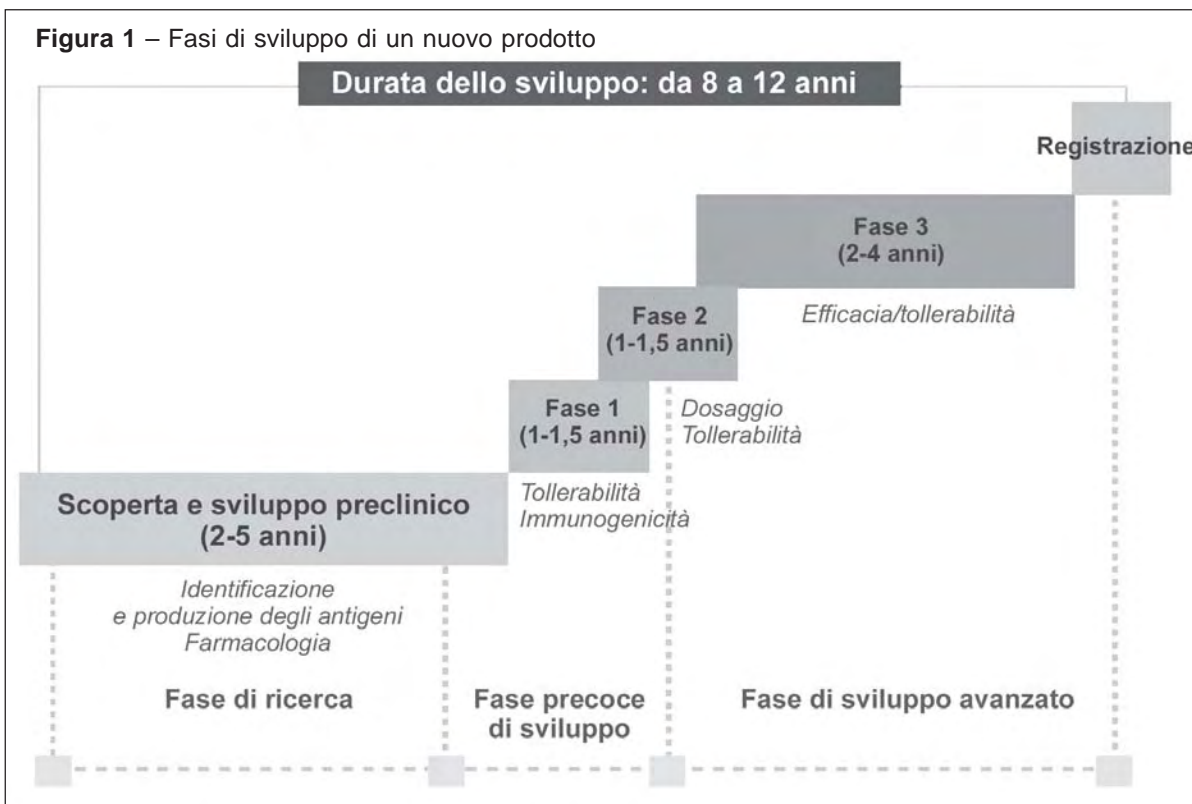 Figura 1 – Fasi di sviluppo di un nuovo prodotto
Durata dello sviluppo: da 8 a 12 anni
Registrazione
Fase 3
(2-4 anni)
Efficacia/tollerabilità
Fase 2
(1-1,5 anni)
Dosaggio
Tollerabilità
Fase 1
(1-1,5 anni)
Tollerabilità
Immunogenicità
Scoperta e sviluppo preclinico
(2-5 anni)
Identificazione
e produzione degli antigeni
Farmacologia
Fase di ricerca
Fase precoce
di sviluppo
Fase di sviluppo avanzato